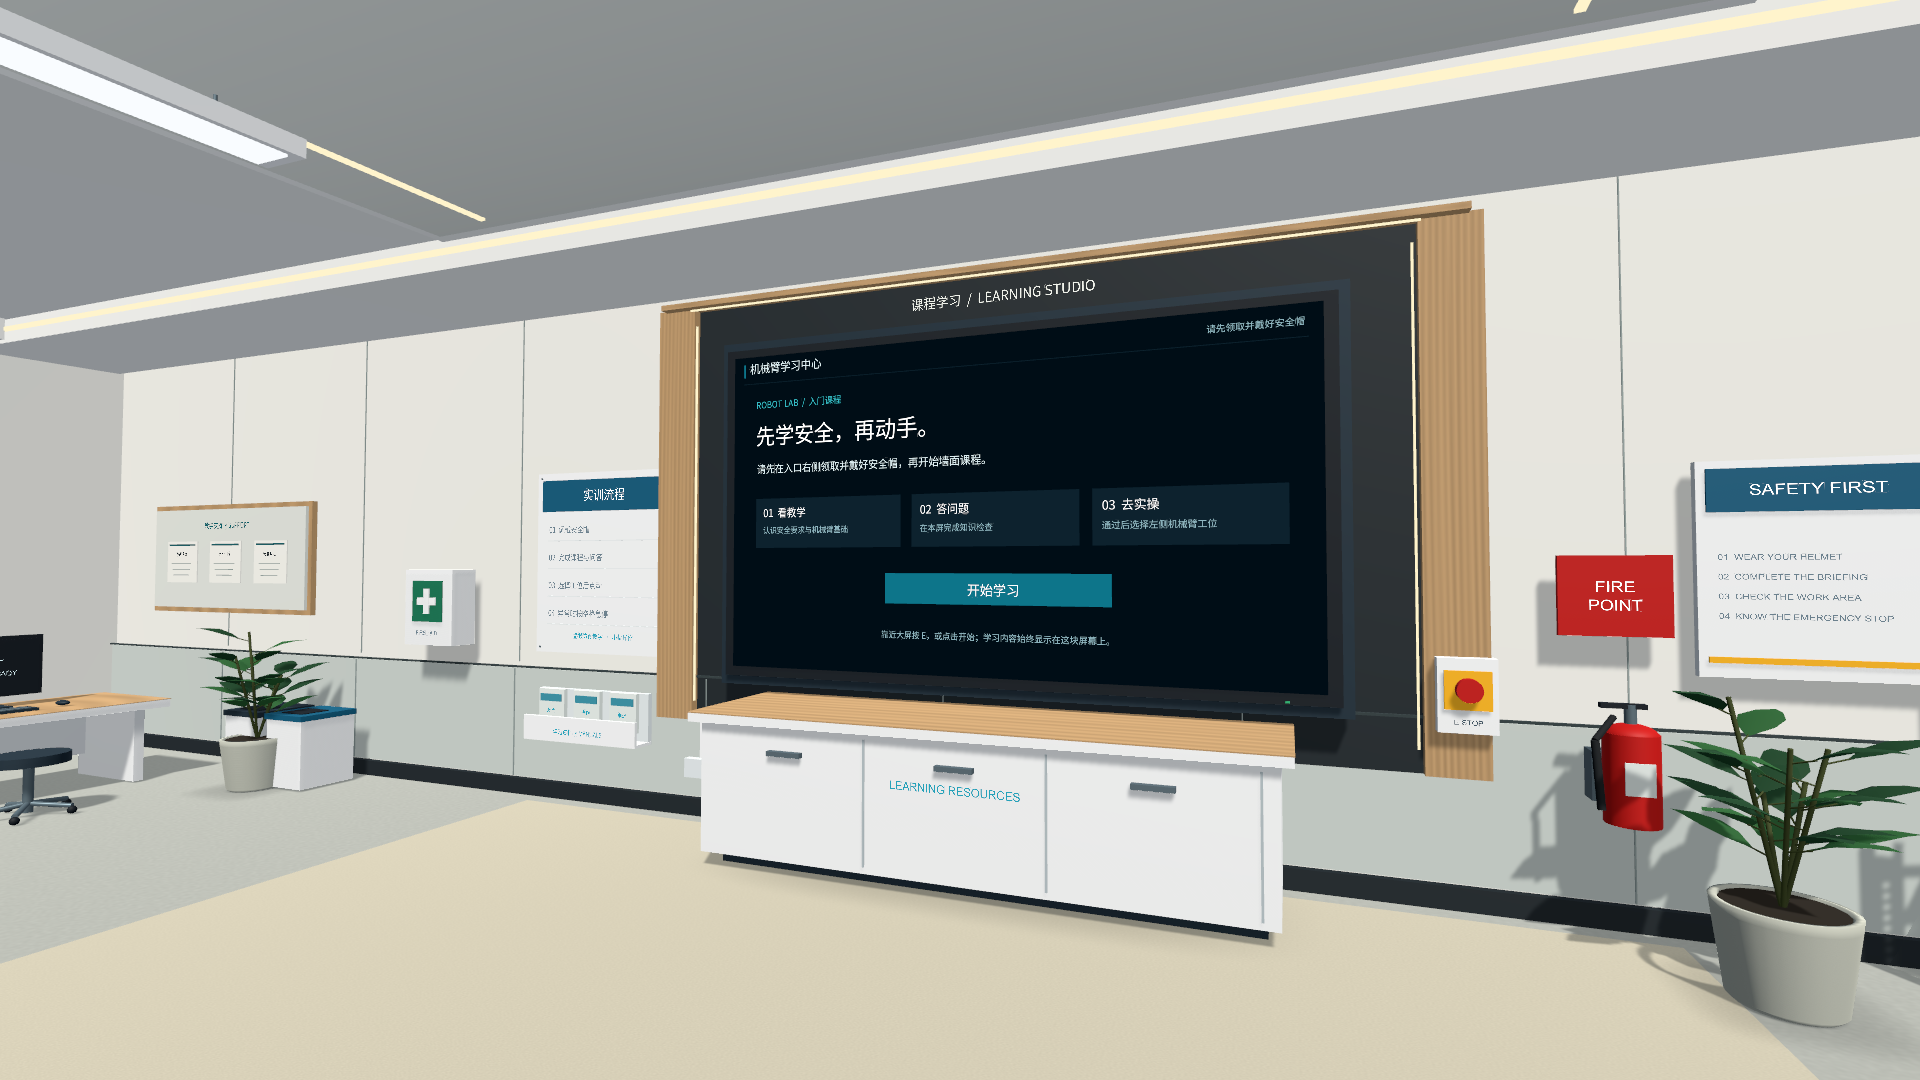 课程学习 / LEARNING STUDIO
机械臂学习中心
请先领取并戴好安全帽
ROBOT LAB / 入门课程
先学安全，再动手。
请先在入口右侧领取并戴好安全帽，再开始墙面课程。
01 看教学
认识安全要求与机械臂基础
02 答问题
在本屏完成知识检查
03 去实操
通过后选择左侧机械臂工位
开始学习
靠近大屏按 E，或点击开始；学习内容始终显示在这块屏幕上。
LEARNING RESOURCES
实训流程
E STOP
FIRE
POINT
SAFETY FIRST
01 WEAR YOUR HELMET
02 COMPLETE THE BRIEFING
03 CHECK THE WORK AREA
04 KNOW THE EMERGENCY STOP